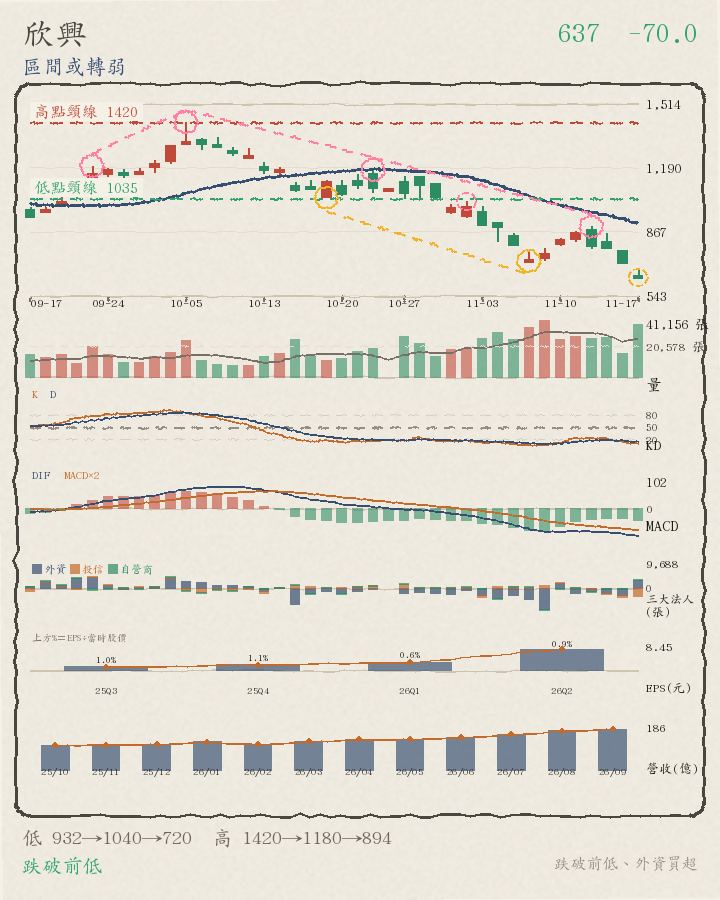 欣興
637 -70.0
區間或轉弱
高點頸線 1420
低點頸線 1035
1,514
1,190
867
543
09-17 09-24 10-05 10-13 10-20 10-27 11-03 11-10 11-17
41,156 張
20,578 張
量
K D
80
50
20
KD
DIF MACD×2
102
0
MACD
外資 投信 自營商
9,688
0
三大法人
(張)
上方%=EPS÷當時股價
8.45
1.0% 1.1% 0.6% 0.9%
25Q3 25Q4 26Q1 26Q2
EPS(元)
186
25/10 25/11 25/12 26/01 26/02 26/03 26/04 26/05 26/06 26/07 26/08 26/09
營收(億)
低 932→1040→720 高 1420→1180→894
跌破前低
跌破前低、外資買超